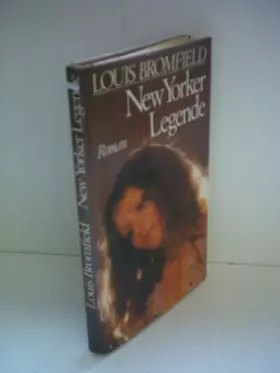 LOUIS BROMFIELD
New Yorker
Legende
Roman
Louis Bromfield New Yorker Legende